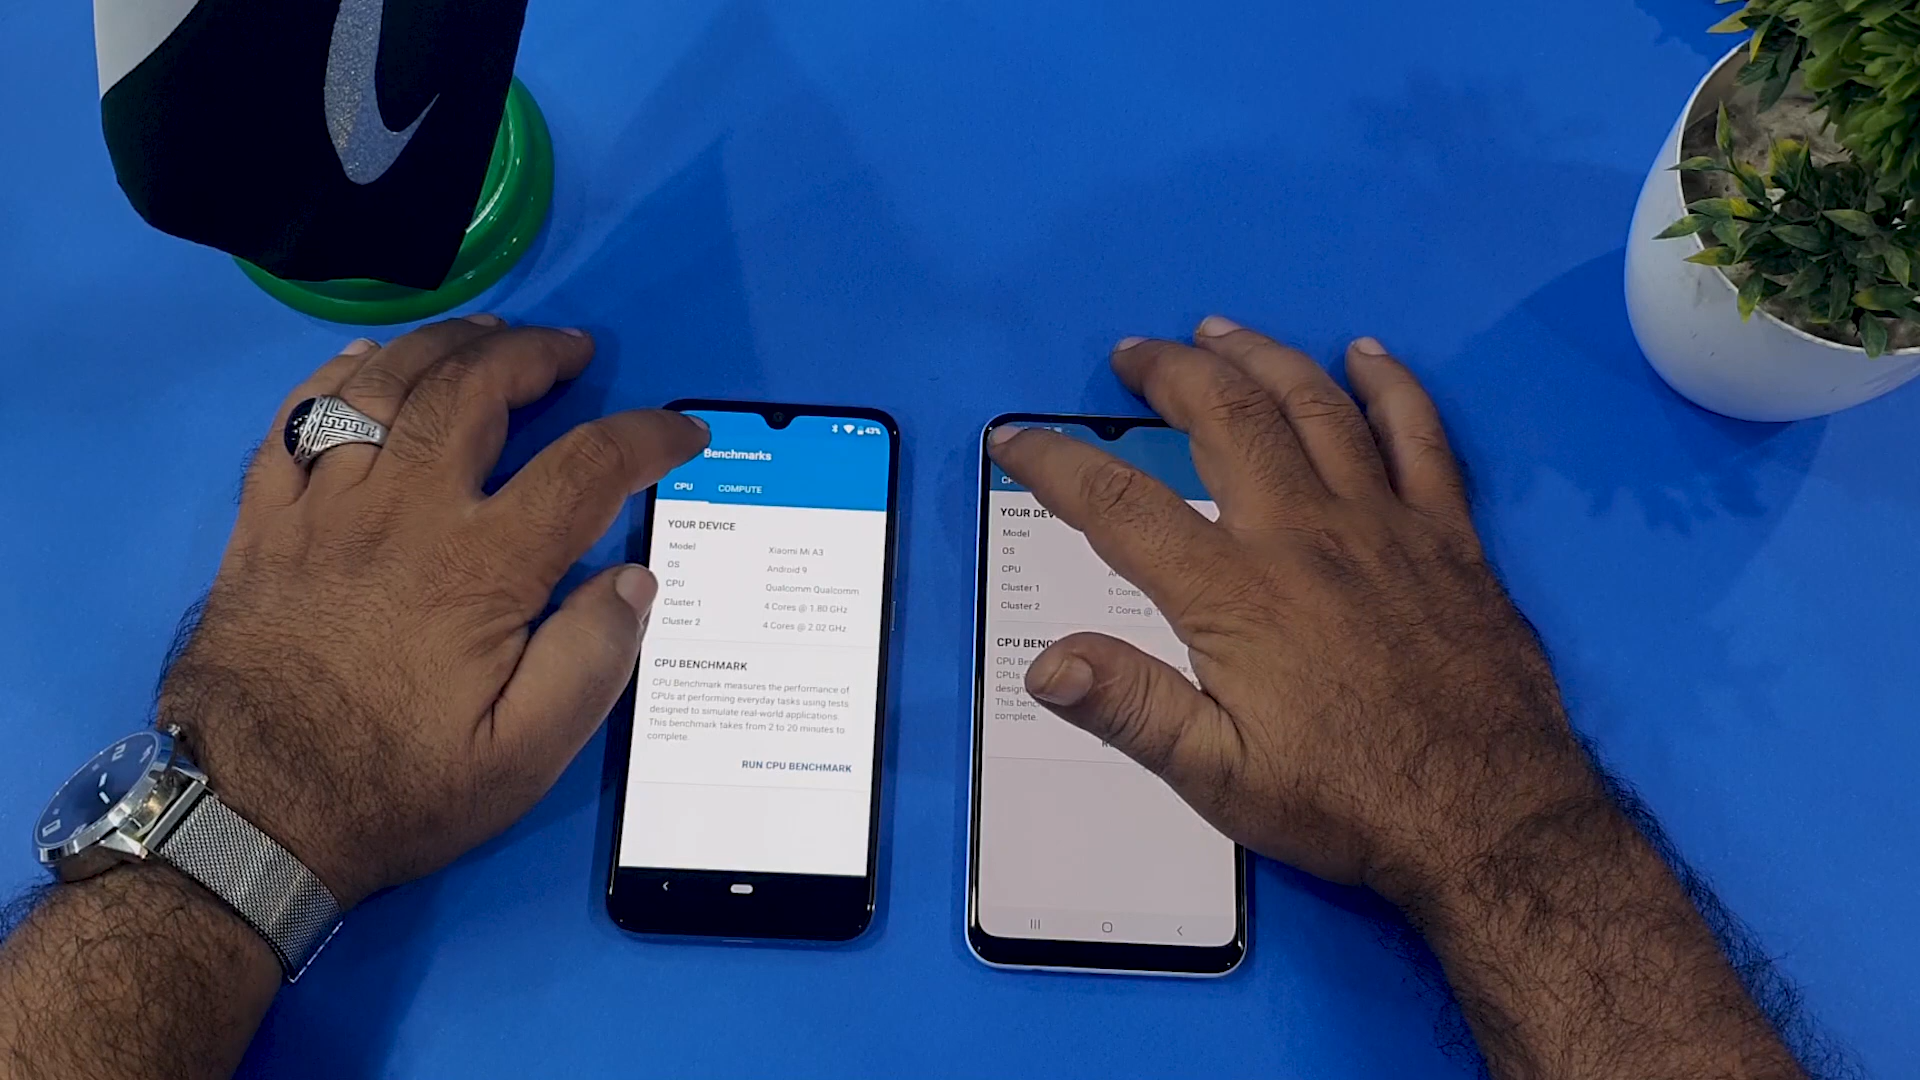 43%
Benchmarks
CPU COMPUTE
YOUR DEVICE
Model Xiaomi Mi A3
OS Android 9
CPU Qualcomm Qualcomm
Cluster 1 4 Cores @ 1.80 GHz
Cluster 2 4 Cores @ 2.02 GHz
CPU BENCHMARK
CPU Benchmark measures the performance of
CPUs at performing everyday tasks using tests
designed to simulate real-world applications.
This benchmark takes from 2 to 20 minutes to
complete.
RUN CPU BENCHMARK
YOUR
Model
OS
CPU
Cluster 1 6 Cores
Cluster 2 2 Cores @
CPU
CPU
CPUs
This
complete.